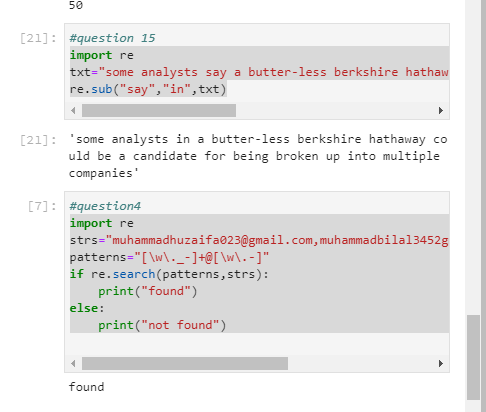 50
[21]: #question 15
import re
txt="some analysts say a butter-less berkshire hathaw
re.sub("say","in",txt)
[21]: 'some analysts in a butter-less berkshire hathaway co
uld be a candidate for being broken up into multiple
companies'
[7]: #question4
import re
strs="muhammadhuzaifa023@gmail.com,muhammadbilal3452g
patterns="[\w\._-]+@[\w\.-]"
if re.search(patterns,strs):
    print("found")
else:
    print("not found")
found